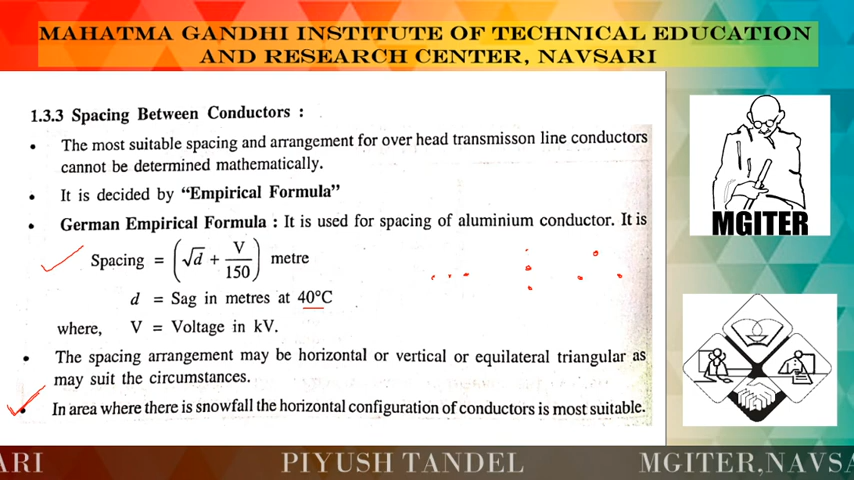 MAHATMA GANDHI INSTITUTE OF TECHNICAL EDUCATION
AND RESEARCH CENTER, NAVSARI
1.3.3 Spacing Between Conductors :
• The most suitable spacing and arrangement for over head transmisson line conductors
cannot be determined mathematically.
• It is decided by “Empirical Formula”
• German Empirical Formula : It is used for spacing of aluminium conductor. It is
Spacing = (√d + V/150) metre
d = Sag in metres at 40°C
where, V = Voltage in kV.
• The spacing arrangement may be horizontal or vertical or equilateral triangular as
may suit the circumstances.
• In area where there is snowfall the horizontal configuration of conductors is most suitable.
MGITER
ARI PIYUSH TANDEL MGITER,NAVSA